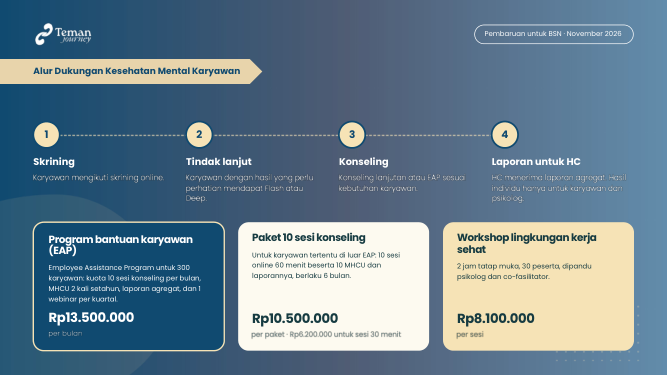 Teman
journey
Pembaruan untuk BSN · November 2026
Alur Dukungan Kesehatan Mental Karyawan
1
2
3
4
Skrining
Tindak lanjut
Konseling
Laporan untuk HC
Karyawan mengikuti skrining online.
Karyawan dengan hasil yang perlu
perhatian mendapat Flash atau
Deep.
Konseling lanjutan atau EAP sesuai
kebutuhan karyawan.
HC menerima laporan agregat. Hasil
individu hanya untuk karyawan dan
psikolog.
Program bantuan karyawan
(EAP)
Employee Assistance Program untuk 300
karyawan: kuota 10 sesi konseling per bulan,
MHCU 2 kali setahun, laporan agregat, dan 1
webinar per kuartal.
Rp13.500.000
per bulan
Paket 10 sesi konseling
Untuk karyawan tertentu di luar EAP: 10 sesi
online 60 menit beserta 10 MHCU dan
laporannya, berlaku 6 bulan.
Rp10.500.000
per paket · Rp6.200.000 untuk sesi 30 menit
Workshop lingkungan kerja
sehat
2 jam tatap muka, 30 peserta, dipandu
psikolog dan co-fasilitator.
Rp8.100.000
per sesi